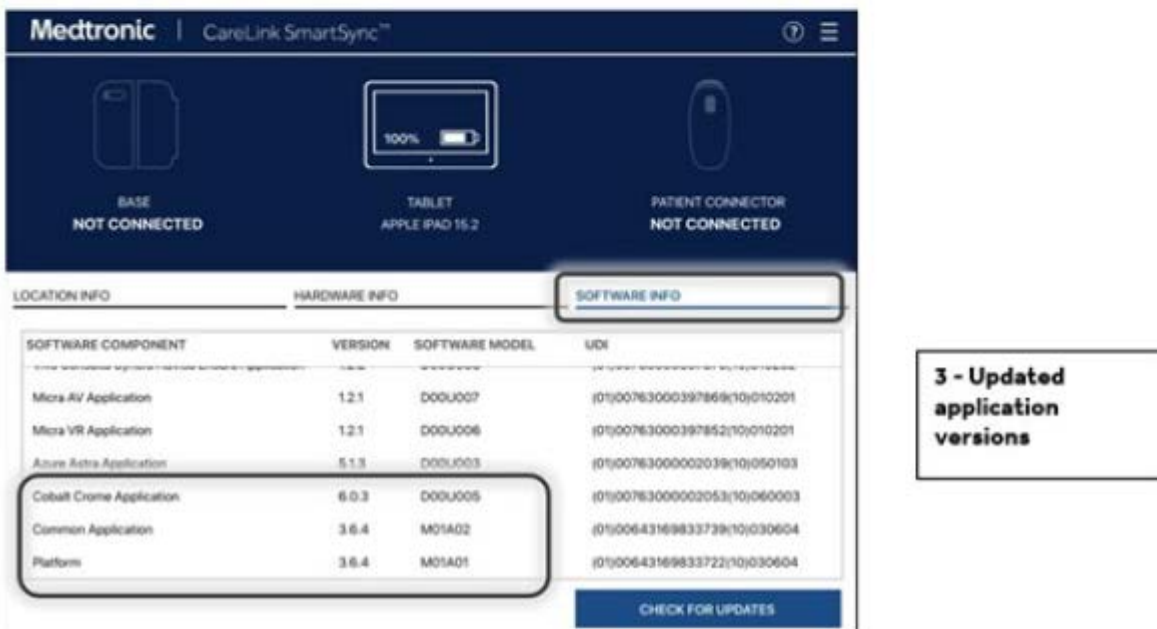 Medtronic | CareLink SmartSync™
100%
BASE
NOT CONNECTED
TABLET
APPLE IPAD 15.2
PATIENT CONNECTOR
NOT CONNECTED
LOCATION INFO HARDWARE INFO SOFTWARE INFO
SOFTWARE COMPONENT VERSION SOFTWARE MODEL UDI
Micra AV Application 1.2.1 D00U007 (01)00763000397869(10)010201
Micra VR Application 1.2.1 D00U006 (01)00763000397852(10)010201
Azure Astra Application 5.1.3 D00U003 (01)00763000002039(10)050103
Cobalt Crome Application 6.0.3 D00U005 (01)00763000002053(10)060003
Common Application 3.6.4 M01A02 (01)00643169833739(10)030604
Platform 3.6.4 M01A01 (01)00643169833722(10)030604
CHECK FOR UPDATES
3 - Updated
application
versions